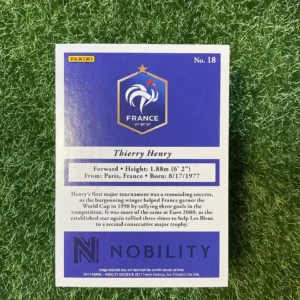 PANINI
No. 18
FRANCE
Thierry Henry
Forward • Height: 1.88m (6' 2")
From: Paris, France • Born: 8/17/1977
Henry's first major tournament was a resounding success,
as the burgeoning winger helped France garner the
World Cup in 1998 by tallying three goals in the
competition. It was more of the same at Euro 2000, as the
established star again tallied three times to help Les Bleus
to a second consecutive major trophy.
N NOBILITY